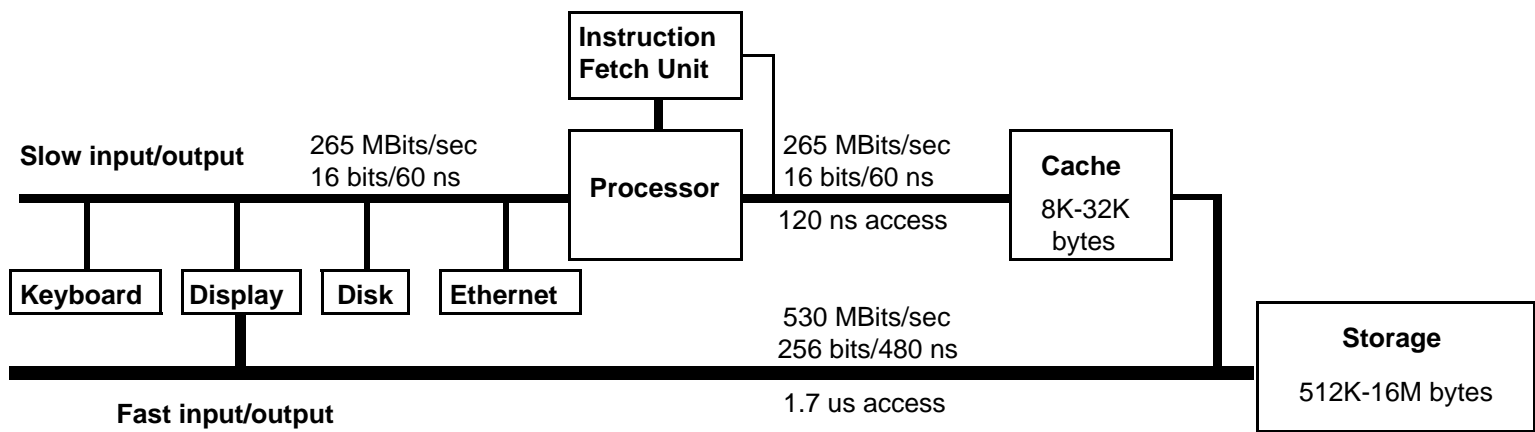 Instruction
Fetch Unit
Slow input/output
265 MBits/sec
16 bits/60 ns
Processor
265 MBits/sec
16 bits/60 ns
120 ns access
Cache
8K-32K
bytes
Keyboard
Display
Disk
Ethernet
530 MBits/sec
256 bits/480 ns
1.7 us access
Storage
512K-16M bytes
Fast input/output